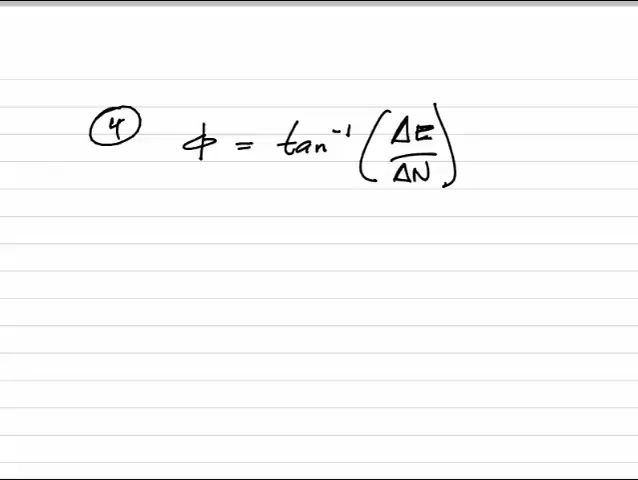 ④ ϕ = tan⁻¹ (ΔE/ΔN)